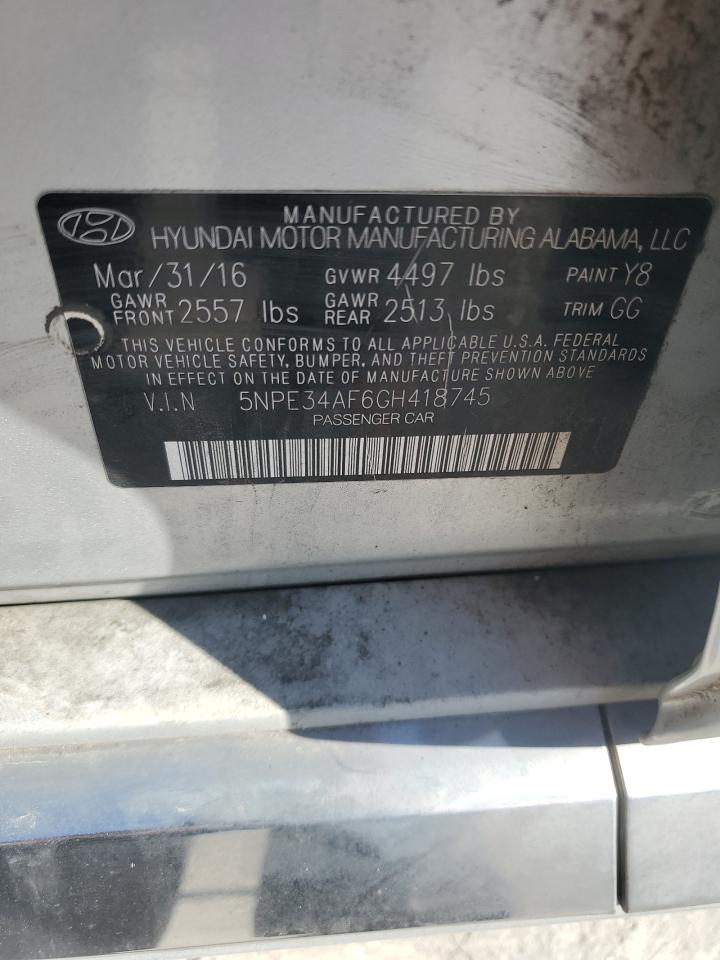 MANUFACTURED BY
HYUNDAI MOTOR MANUFACTURING ALABAMA, LLC
Mar/31/16 GVWR 4497 lbs PAINT Y8
GAWR FRONT 2557 lbs GAWR REAR 2513 lbs TRIM GG
THIS VEHICLE CONFORMS TO ALL APPLICABLE U.S.A. FEDERAL
MOTOR VEHICLE SAFETY, BUMPER, AND THEFT PREVENTION STANDARDS
IN EFFECT ON THE DATE OF MANUFACTURE SHOWN ABOVE
V.I.N 5NPE34AF6GH418745
PASSENGER CAR